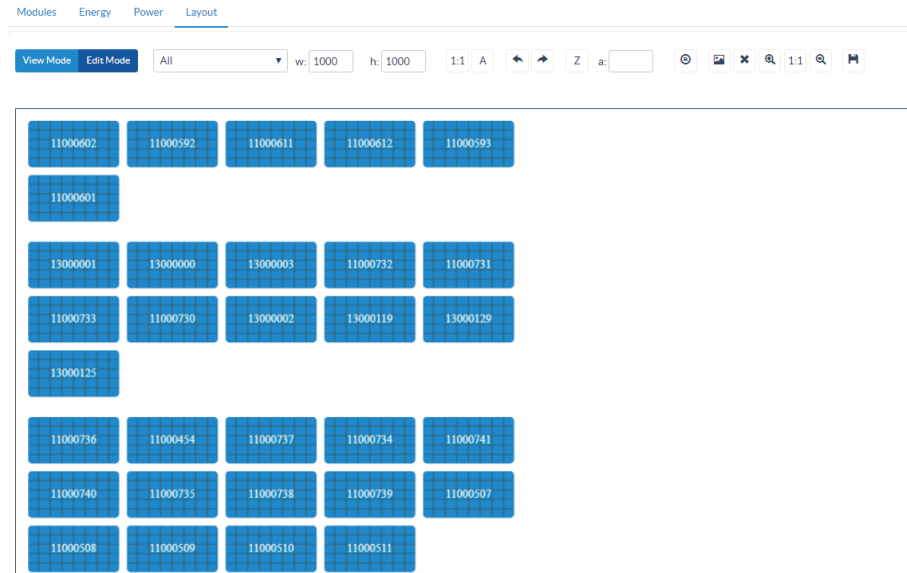 Modules Energy Power Layout
View Mode Edit Mode All w: 1000 h: 1000 1:1 A Z a: 1:1
11000602 11000592 11000611 11000612 11000593
11000601
13000001 13000000 13000003 11000732 11000731
11000733 11000730 13000002 13000119 13000129
13000125
11000736 11000454 11000737 11000734 11000741
11000740 11000735 11000738 11000739 11000507
11000508 11000509 11000510 11000511